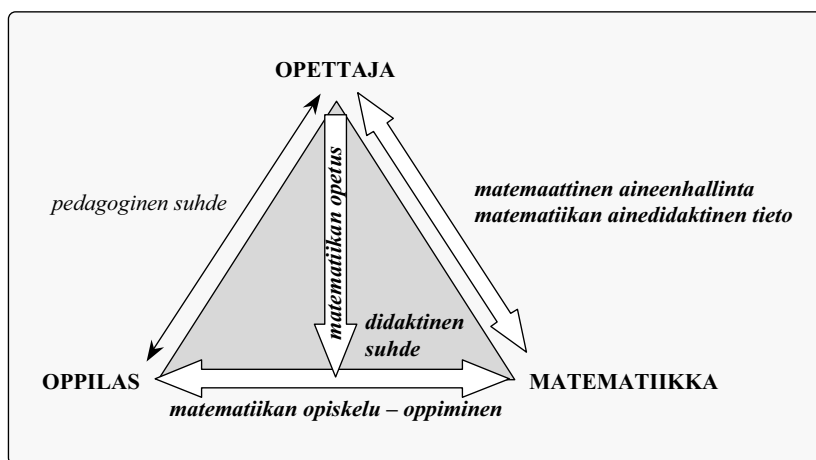 OPETTAJA
pedagoginen suhde
matematiikan opetus
matemaattinen aineenhallinta
matematiikan ainedidaktinen tieto
didaktinen
suhde
OPPILAS
MATEMATIIKKA
matematiikan opiskelu – oppiminen